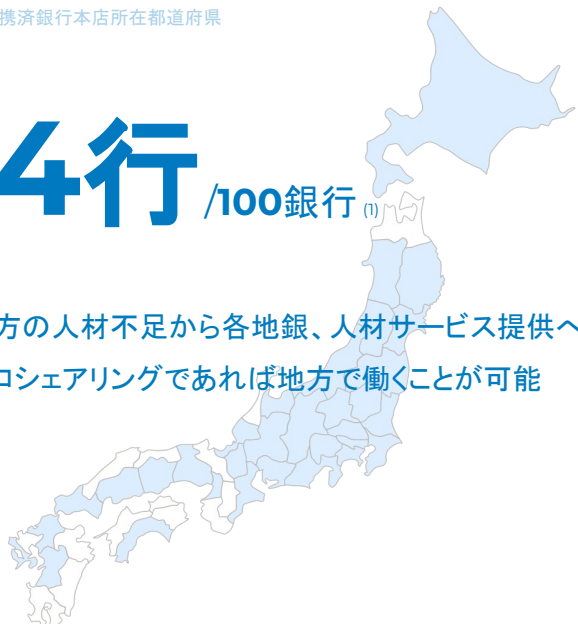 携済銀行本店所在都道府県
4行 /100銀行 (1)
方の人材不足から各地銀、人材サービス提供へ
ロシェアリングであれば地方で働くことが可能